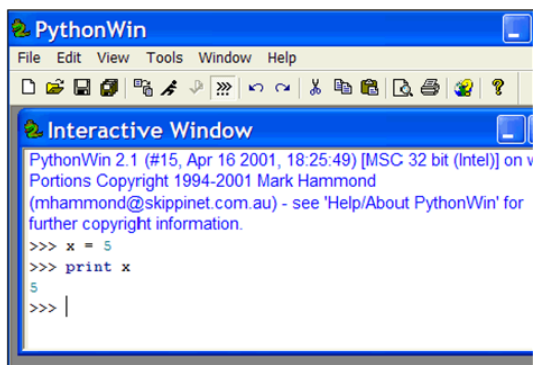 PythonWin
File Edit View Tools Window Help
Interactive Window
PythonWin 2.1 (#15, Apr 16 2001, 18:25:49) [MSC 32 bit (Intel)] on
Portions Copyright 1994-2001 Mark Hammond
(mhammond@skippinet.com.au) - see 'Help/About PythonWin' for
further copyright information.
>>> x = 5
>>> print x
5
>>>